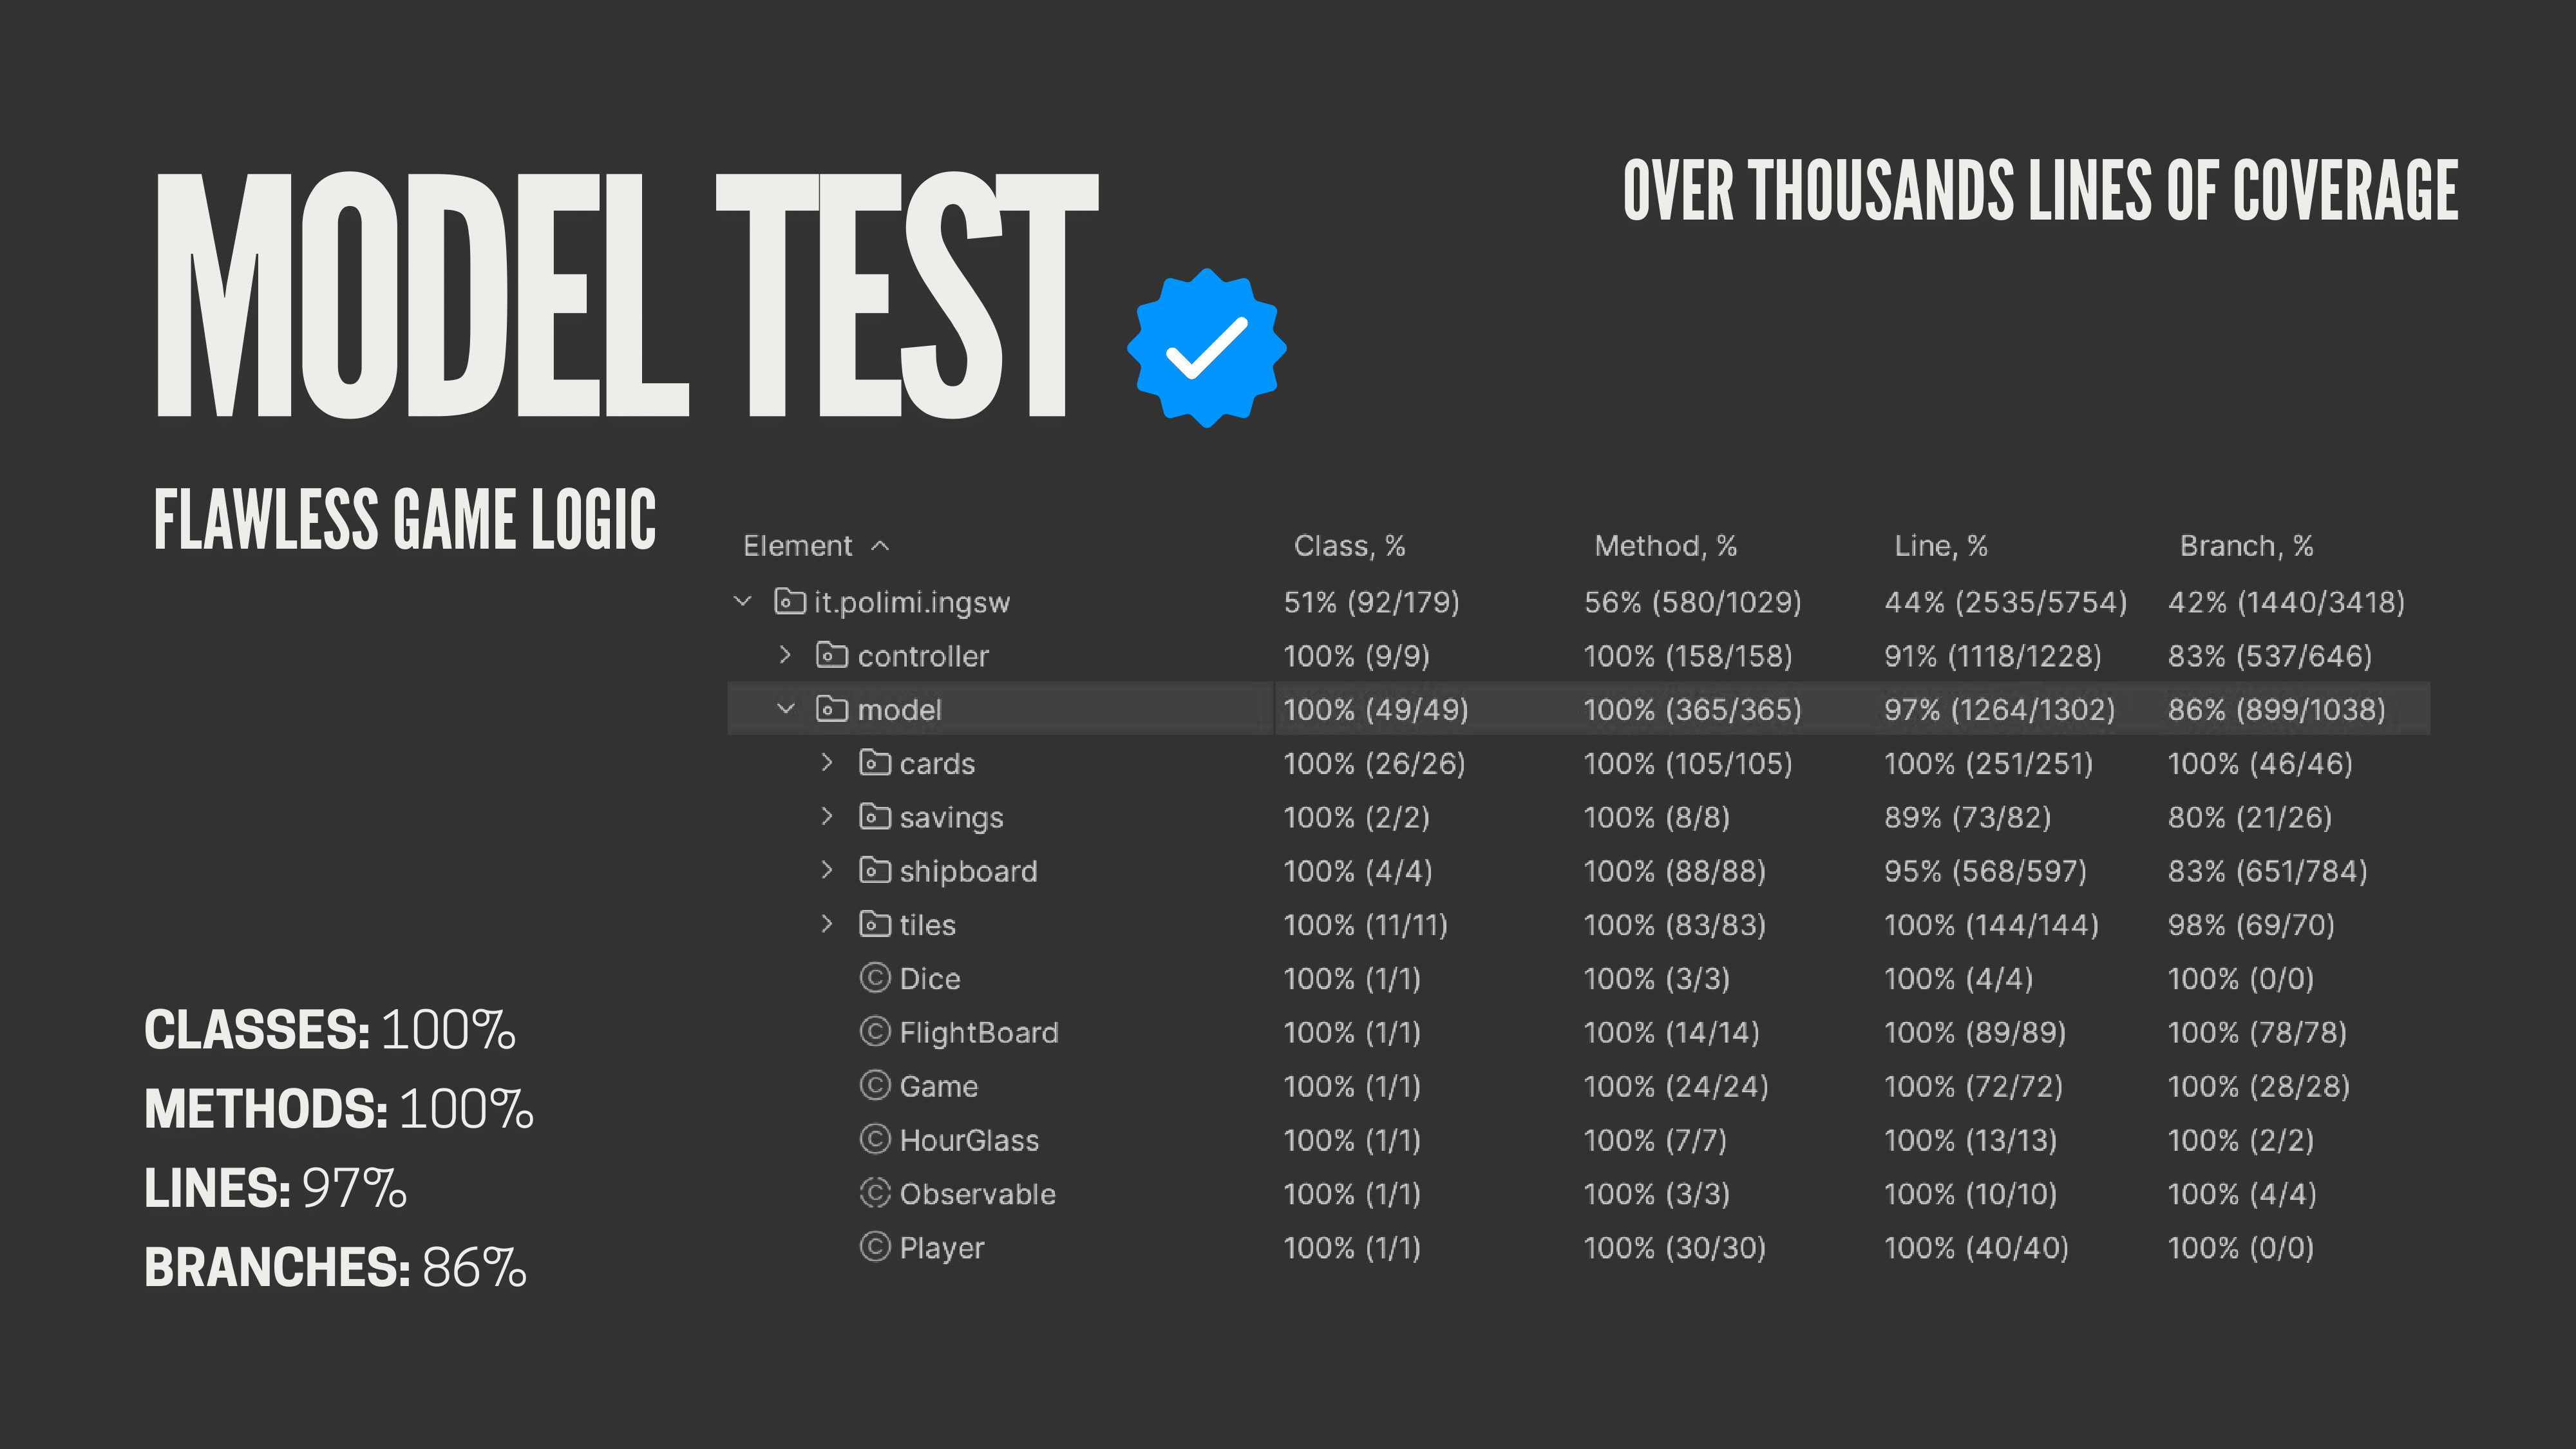 MODEL TEST
OVER THOUSANDS LINES OF COVERAGE
FLAWLESS GAME LOGIC
Element Class, % Method, % Line, % Branch, %
it.polimi.ingsw 51% (92/179) 56% (580/1029) 44% (2535/5754) 42% (1440/3418)
controller 100% (9/9) 100% (158/158) 91% (1118/1228) 83% (537/646)
model 100% (49/49) 100% (365/365) 97% (1264/1302) 86% (899/1038)
cards 100% (26/26) 100% (105/105) 100% (251/251) 100% (46/46)
savings 100% (2/2) 100% (8/8) 89% (73/82) 80% (21/26)
shipboard 100% (4/4) 100% (88/88) 95% (568/597) 83% (651/784)
tiles 100% (11/11) 100% (83/83) 100% (144/144) 98% (69/70)
Dice 100% (1/1) 100% (3/3) 100% (4/4) 100% (0/0)
FlightBoard 100% (1/1) 100% (14/14) 100% (89/89) 100% (78/78)
Game 100% (1/1) 100% (24/24) 100% (72/72) 100% (28/28)
HourGlass 100% (1/1) 100% (7/7) 100% (13/13) 100% (2/2)
Observable 100% (1/1) 100% (3/3) 100% (10/10) 100% (4/4)
Player 100% (1/1) 100% (30/30) 100% (40/40) 100% (0/0)
CLASSES: 100%
METHODS: 100%
LINES: 97%
BRANCHES: 86%